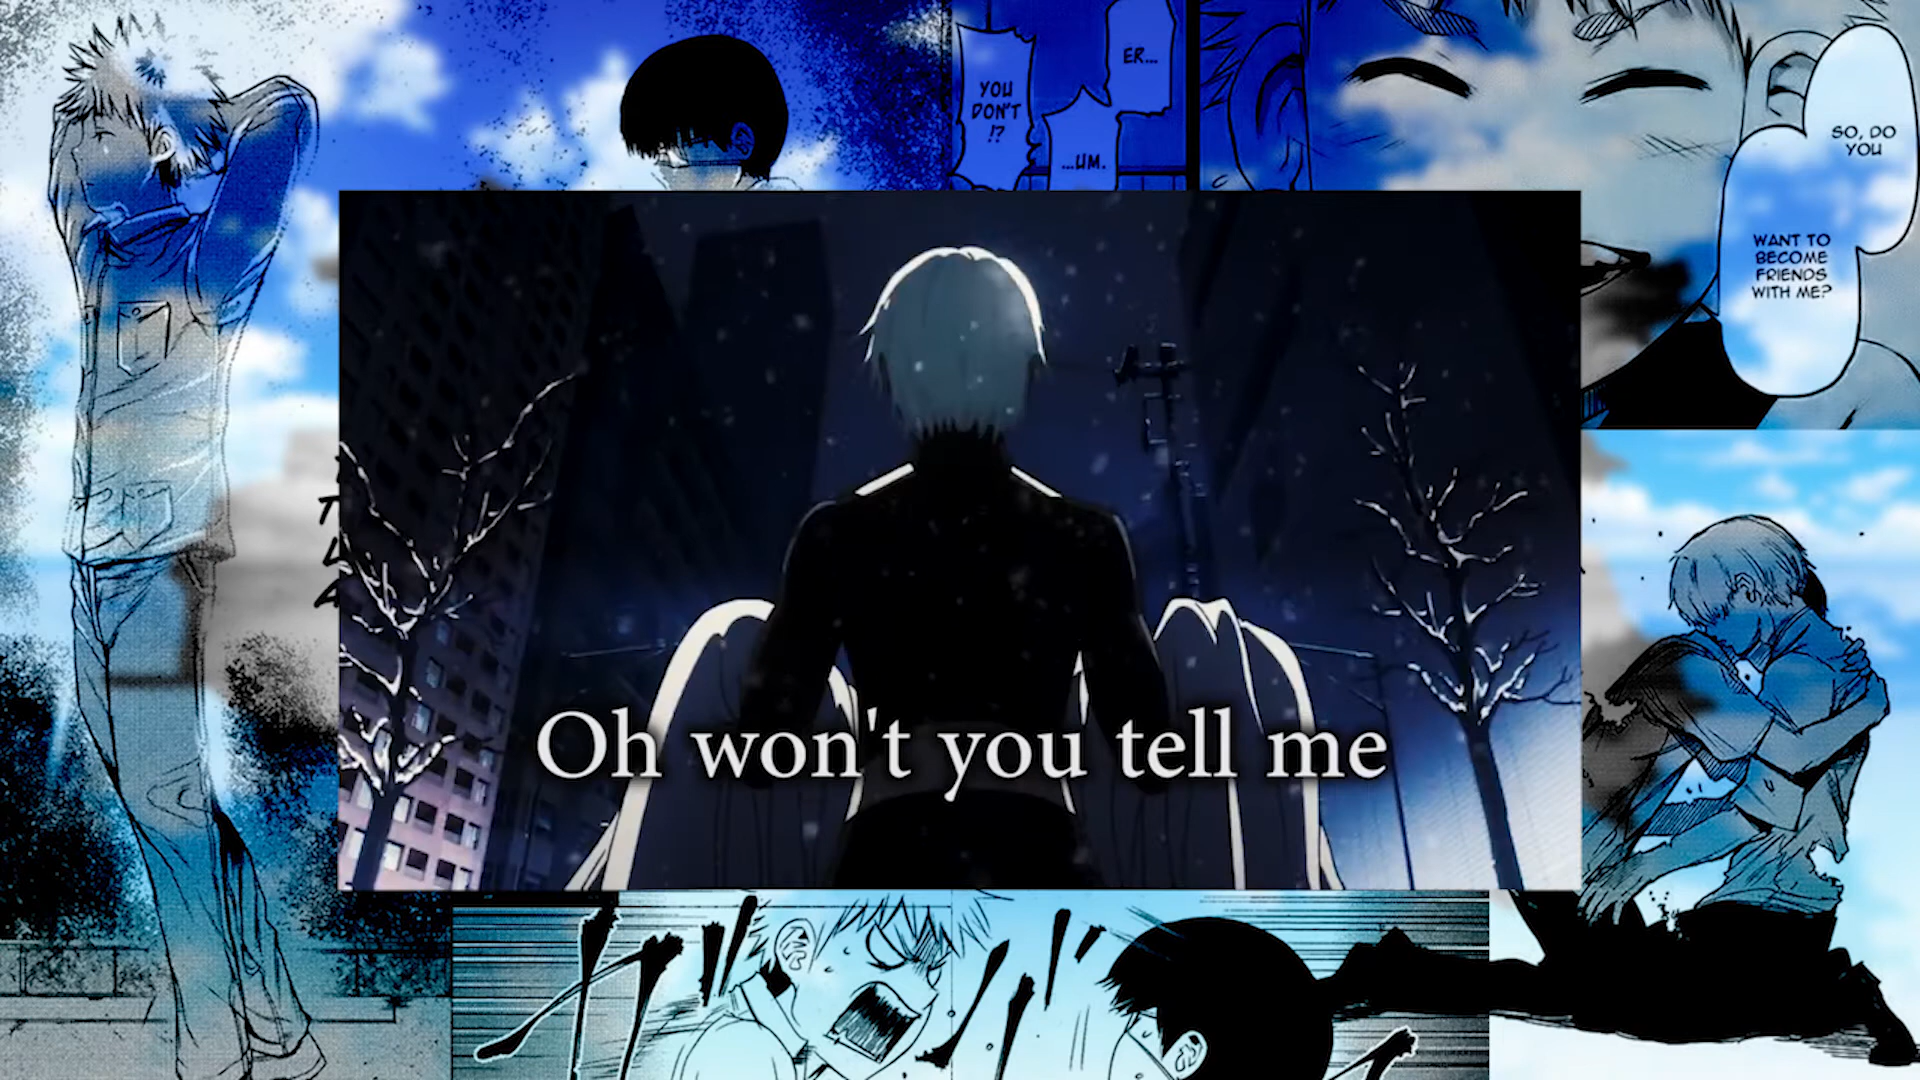 ER...
YOU
DON'T
!?
...UM.
SO, DO
YOU
WANT TO
BECOME
FRIENDS
WITH ME?
Oh won't you tell me